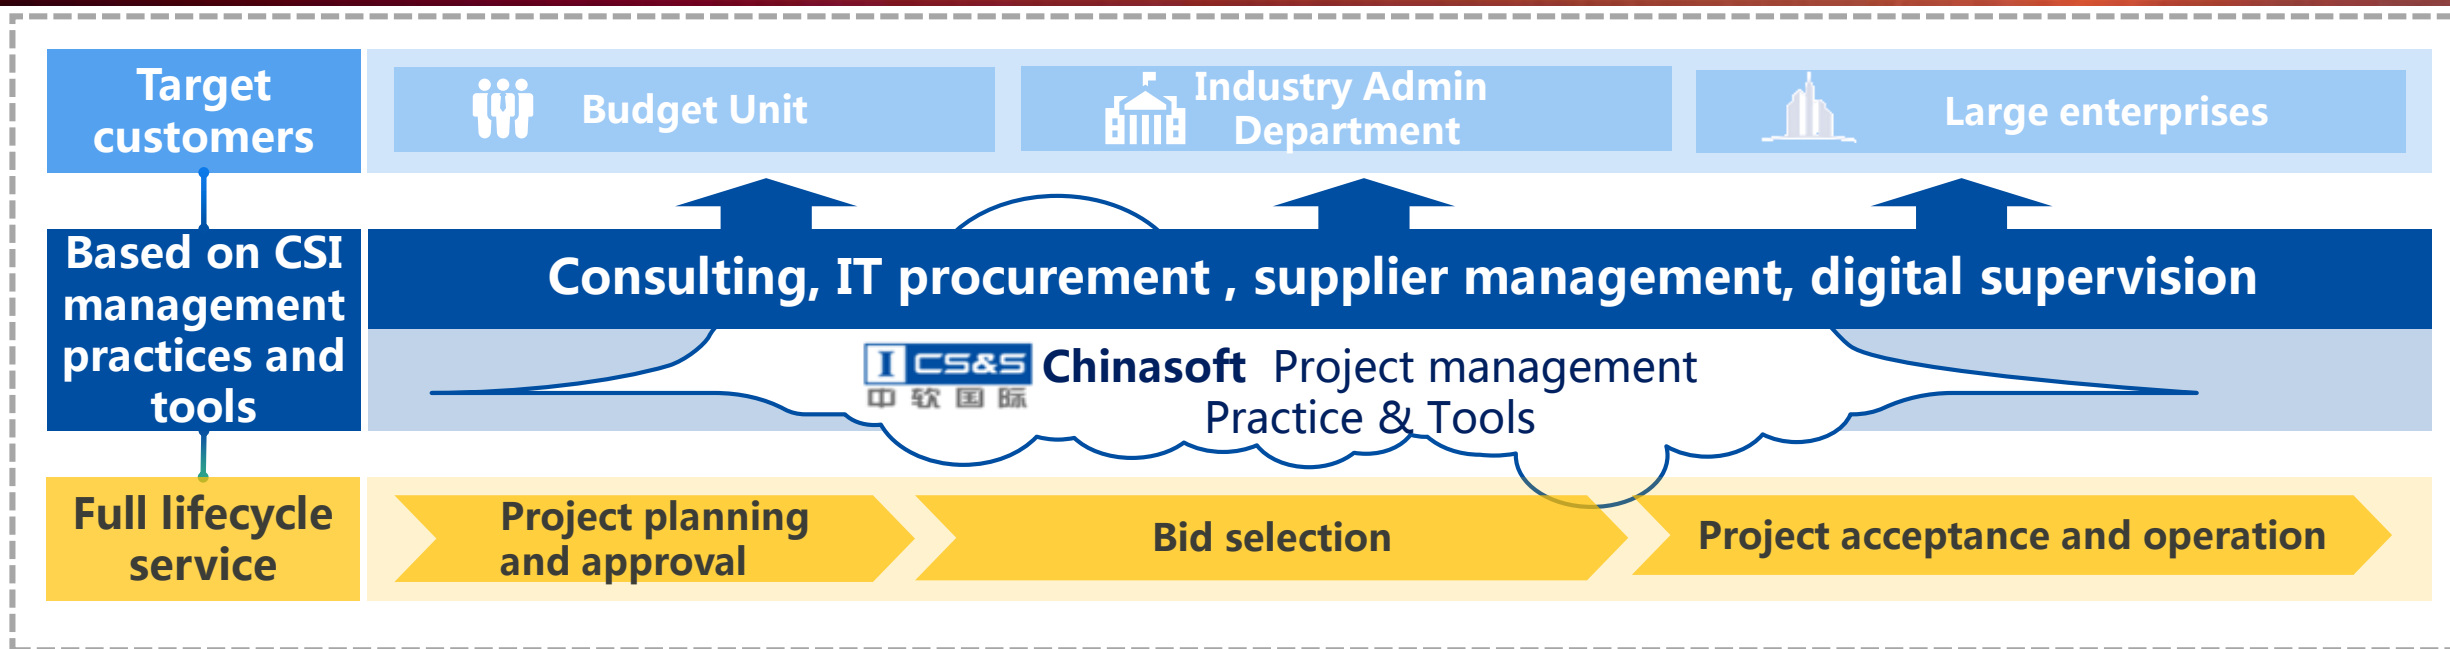 Target
customers
Budget Unit
Industry Admin
Department
Large enterprises
Based on CSI
management
practices and
tools
Consulting, IT procurement , supplier management, digital supervision
I CS&S
中软国际
Chinasoft Project management
Practice & Tools
Full lifecycle
service
Project planning
and approval
Bid selection
Project acceptance and operation